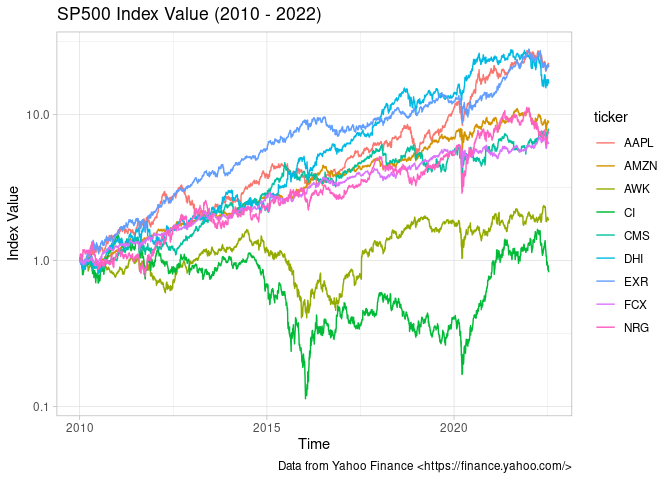 SP500 Index Value (2010 - 2022)
10.0
1.0
0.1
Index Value
2010
2015
2020
Time
ticker
AAPL
AMZN
AWK
CI
CMS
DHI
EXR
FCX
NRG
Data from Yahoo Finance <https://finance.yahoo.com/>